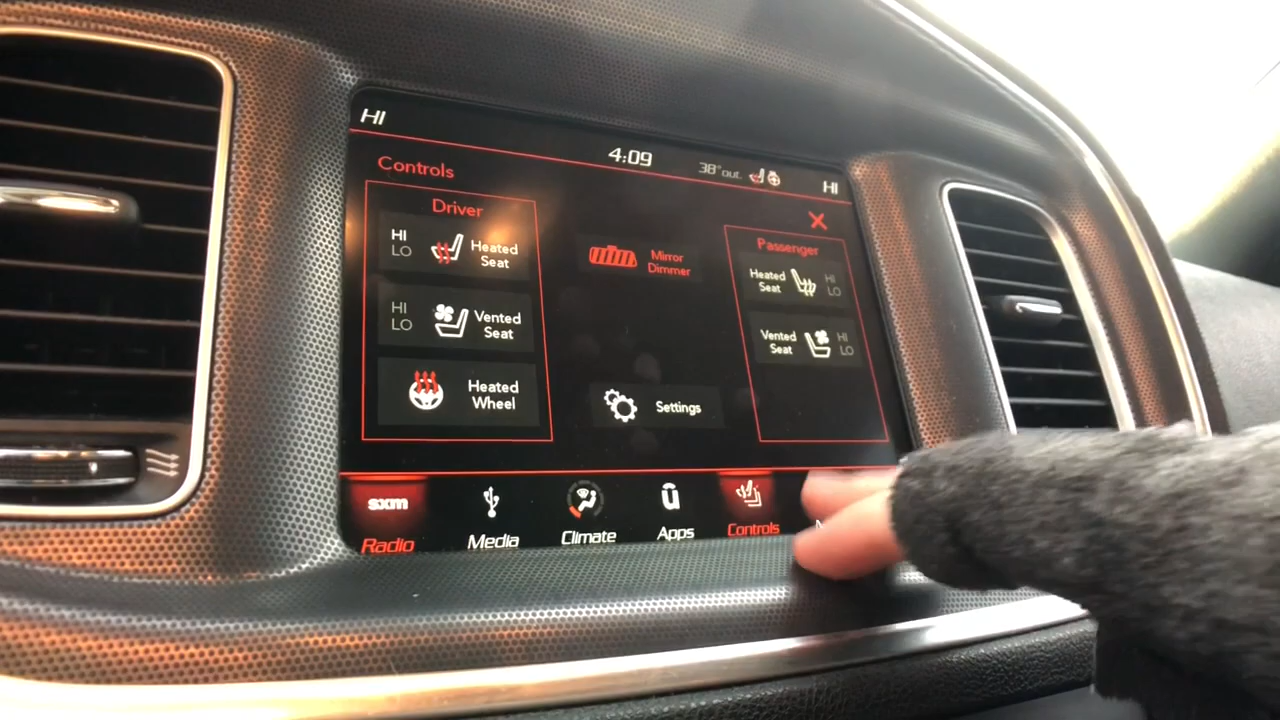 HI
4:09
38°out.
HI
Controls
Driver
HI
LO
Heated
Seat
HI
LO
Vented
Seat
Heated
Wheel
Mirror
Dimmer
Settings
Passenger
Heated
Seat
HI
LO
Vented
Seat
HI
LO
sxm
Radio
Media
Climate
Apps
Controls